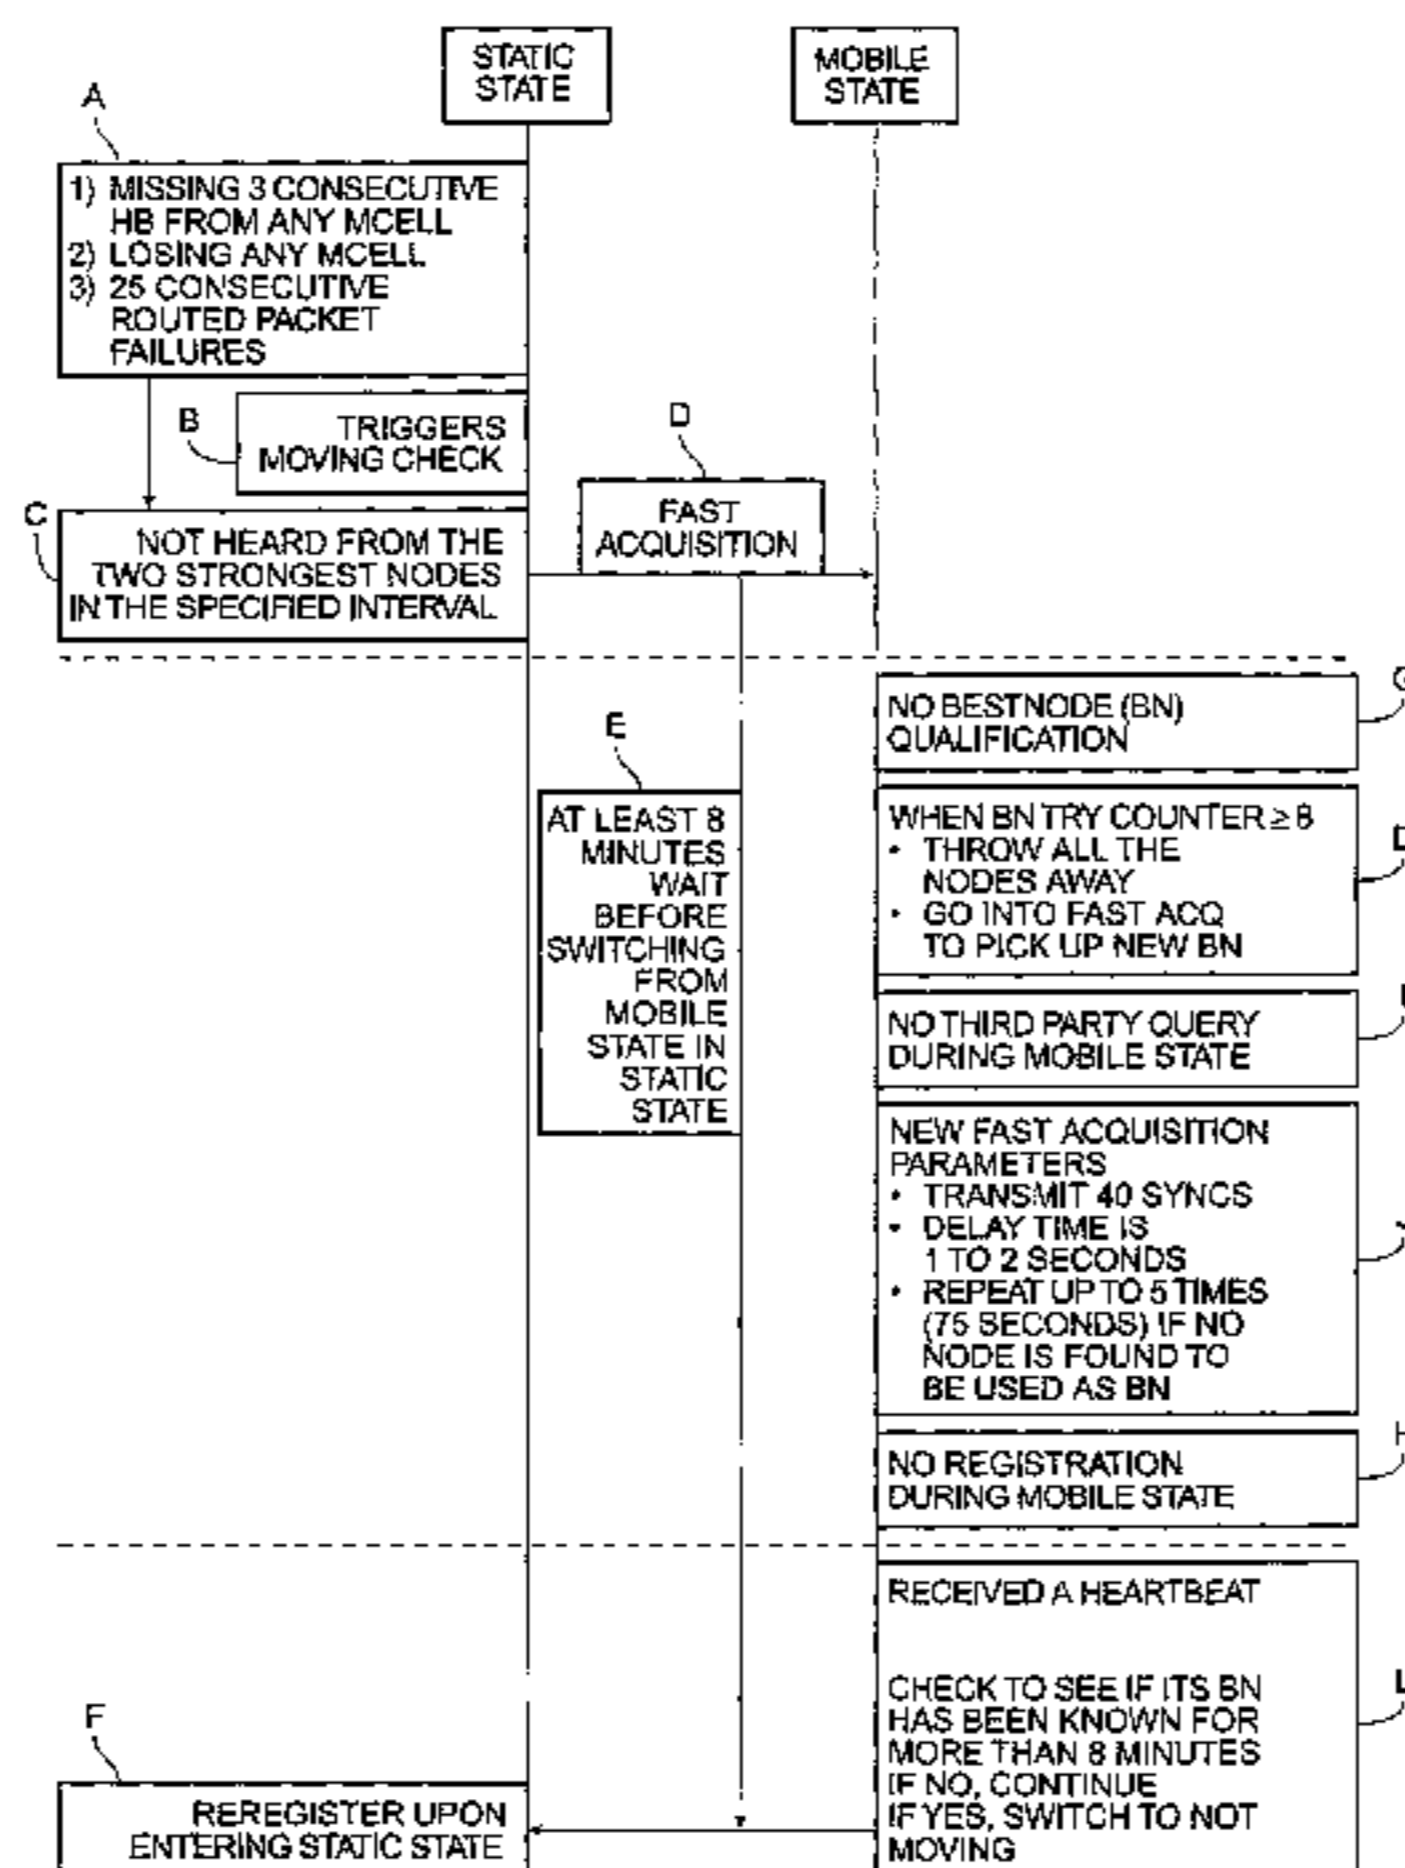 STATIC
STATE
MOBILE
STATE
A
1) MISSING 3 CONSECUTIVE
HB FROM ANY MCELL
2) LOSING ANY MCELL
3) 25 CONSECUTIVE
ROUTED PACKET
FAILURES
B
TRIGGERS
MOVING CHECK
C
NOT HEARD FROM THE
TWO STRONGEST NODES
IN THE SPECIFIED INTERVAL
D
FAST
ACQUISITION
E
AT LEAST 8
MINUTES
WAIT
BEFORE
SWITCHING
FROM
MOBILE
STATE IN
STATIC
STATE
NO BESTNODE (BN)
QUALIFICATION
WHEN BN TRY COUNTER ≥ 8
• THROW ALL THE
NODES AWAY
• GO INTO FAST ACQ
TO PICK UP NEW BN
NO THIRD PARTY QUERY
DURING MOBILE STATE
NEW FAST ACQUISITION
PARAMETERS
• TRANSMIT 40 SYNCS
• DELAY TIME IS
1 TO 2 SECONDS
• REPEAT UP TO 5 TIMES
(75 SECONDS) IF NO
NODE IS FOUND TO
BE USED AS BN
NO REGISTRATION
DURING MOBILE STATE
RECEIVED A HEARTBEAT
CHECK TO SEE IF ITS BN
HAS BEEN KNOWN FOR
MORE THAN 8 MINUTES
IF NO, CONTINUE
IF YES, SWITCH TO NOT
MOVING
F
REREGISTER UPON
ENTERING STATIC STATE